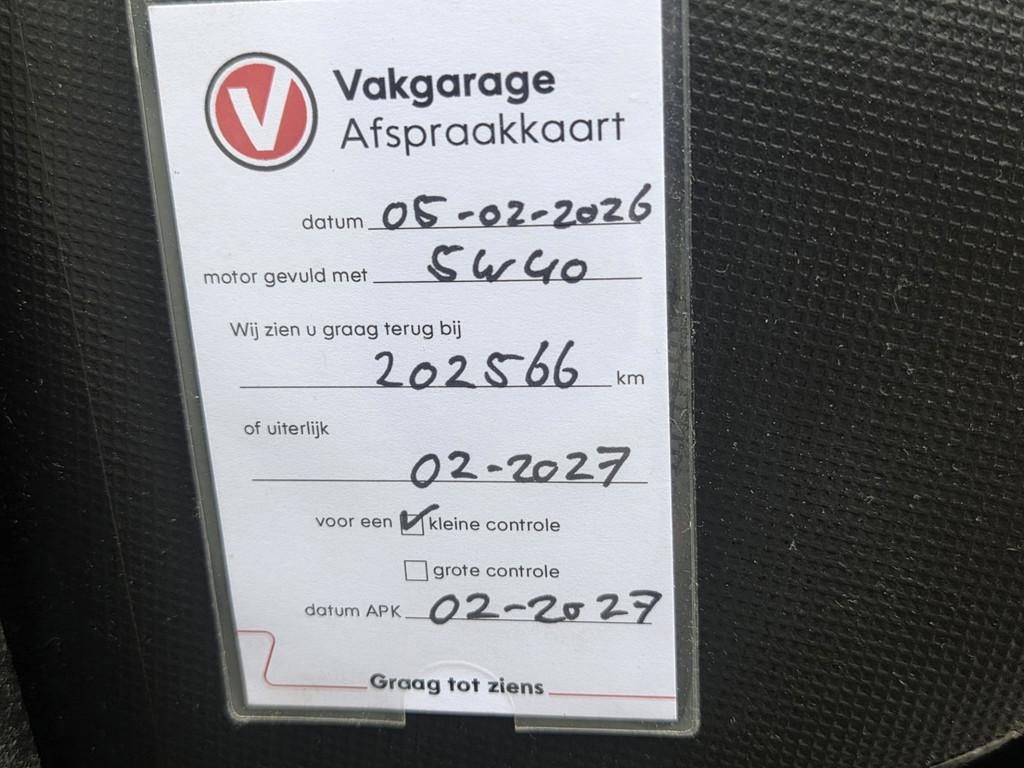 V
Vakgarage
Afspraakkaart
datum 05-02-2026
motor gevuld met 5W40
Wij zien u graag terug bij
202566 km
of uiterlijk
02-2027
voor een kleine controle
grote controle
datum APK 02-2027
Graag tot ziens